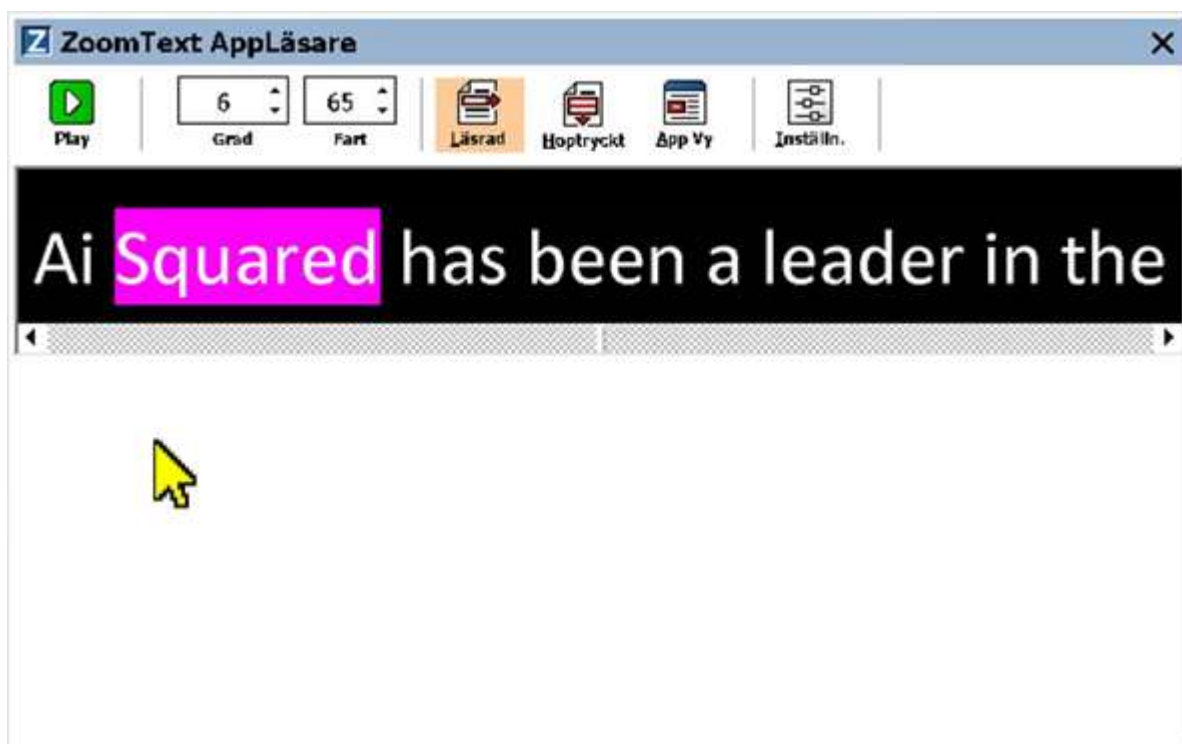 Z ZoomText AppLäsare
6 65
Play Grad Fart Läsrad Hoptryckt App Vy Inställn.
Ai Squared has been a leader in the